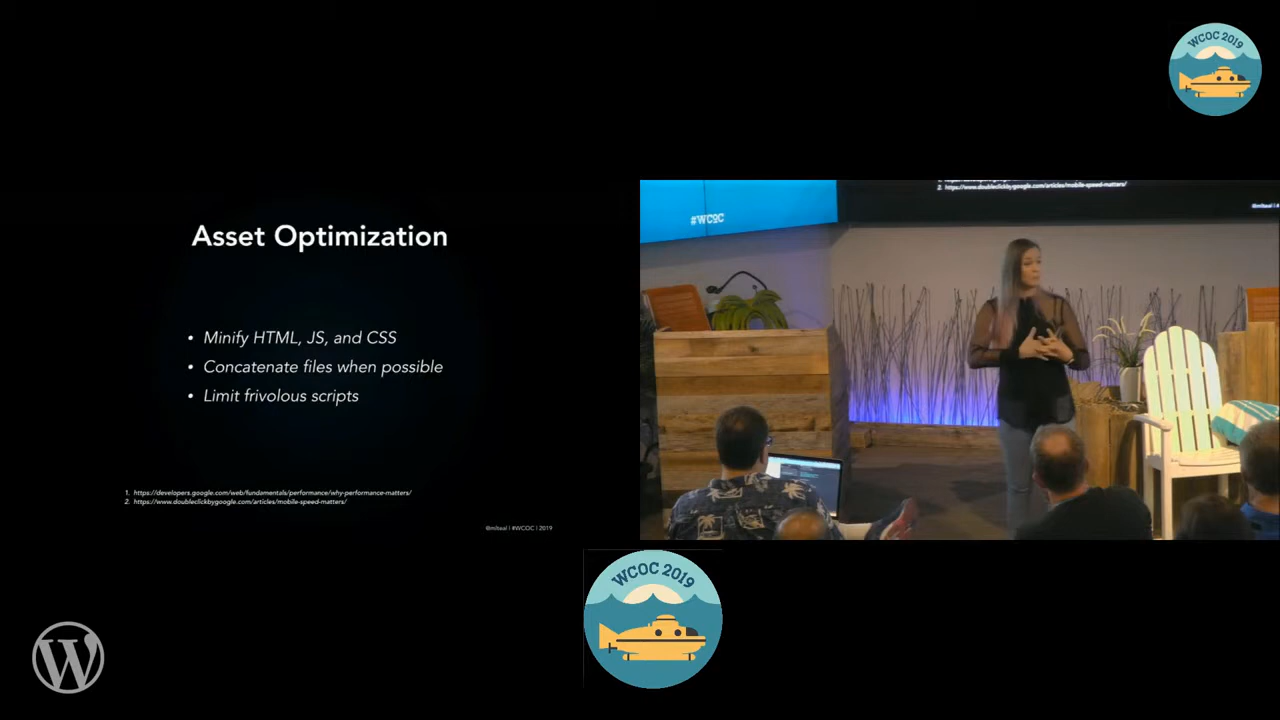 WCOC 2019
Asset Optimization
• Minify HTML, JS, and CSS
• Concatenate files when possible
• Limit frivolous scripts
1. https://developers.google.com/web/fundamentals/performance/why-performance-matters/
2. https://www.doubleclickbygoogle.com/articles/mobile-speed-matters/
@mlteal | #WCOC | 2019
2. https://www.doubleclickbygoogle.com/articles/mobile-speed-matters/
@mlteal | #
#WCOC
WCOC 2019
W